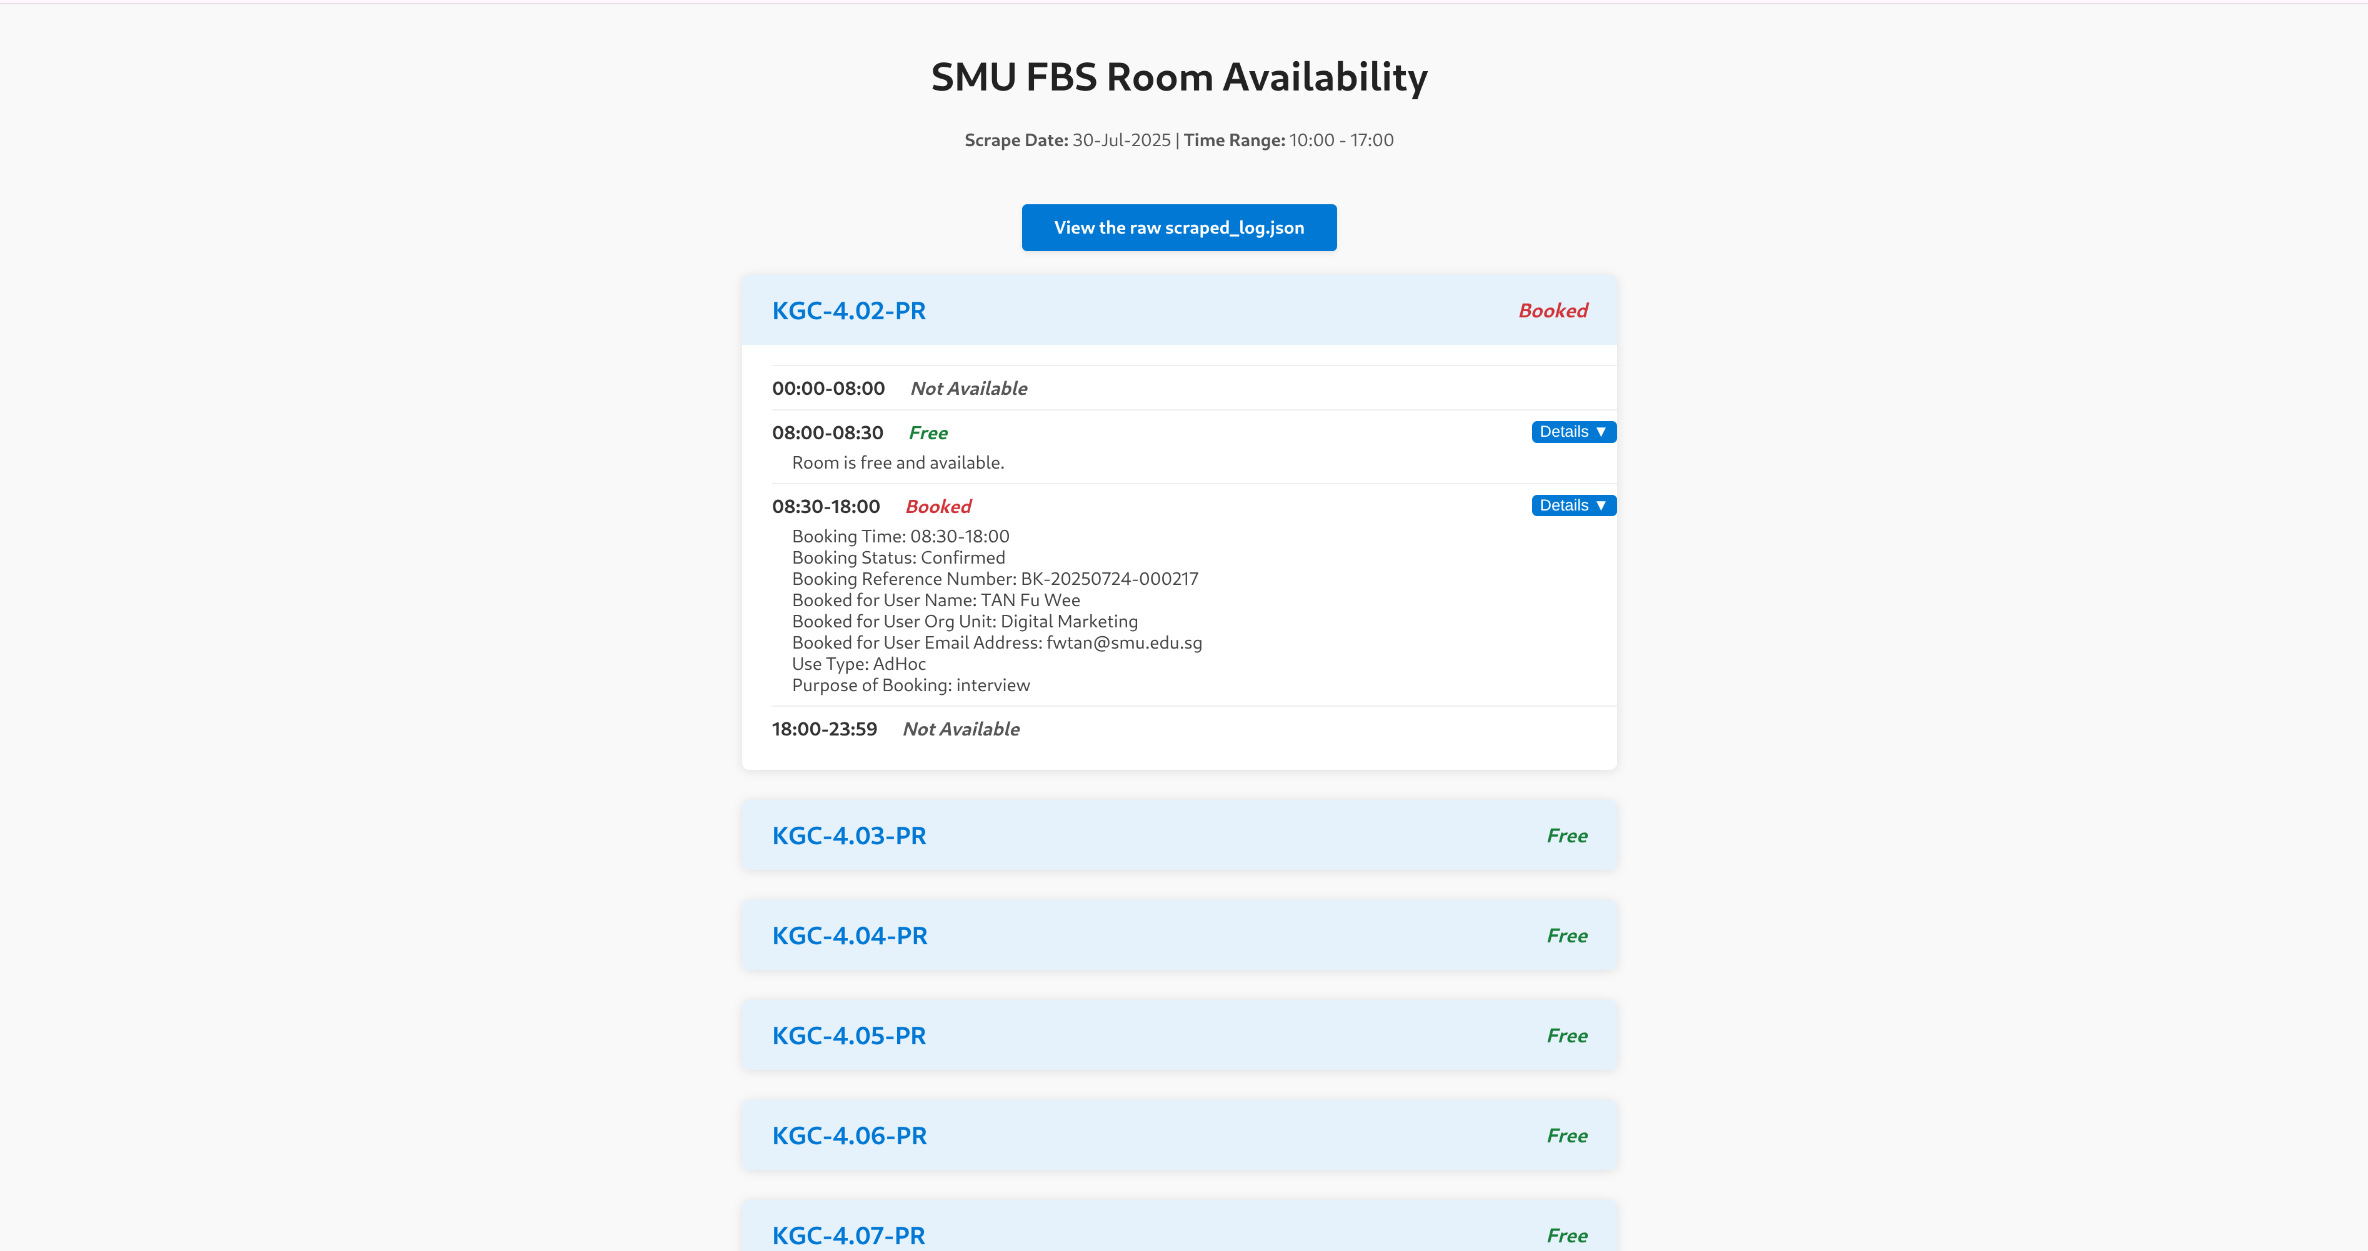 SMU FBS Room Availability
Scrape Date: 30-Jul-2025 | Time Range: 10:00 - 17:00
View the raw scraped_log.json
KGC-4.02-PR Booked
00:00-08:00 Not Available
08:00-08:30 Free Details ▼
Room is free and available.
08:30-18:00 Booked Details ▼
Booking Time: 08:30-18:00
Booking Status: Confirmed
Booking Reference Number: BK-20250724-000217
Booked for User Name: TAN Fu Wee
Booked for User Org Unit: Digital Marketing
Booked for User Email Address: fwtan@smu.edu.sg
Use Type: AdHoc
Purpose of Booking: interview
18:00-23:59 Not Available
KGC-4.03-PR Free
KGC-4.04-PR Free
KGC-4.05-PR Free
KGC-4.06-PR Free
KGC-4.07-PR Free